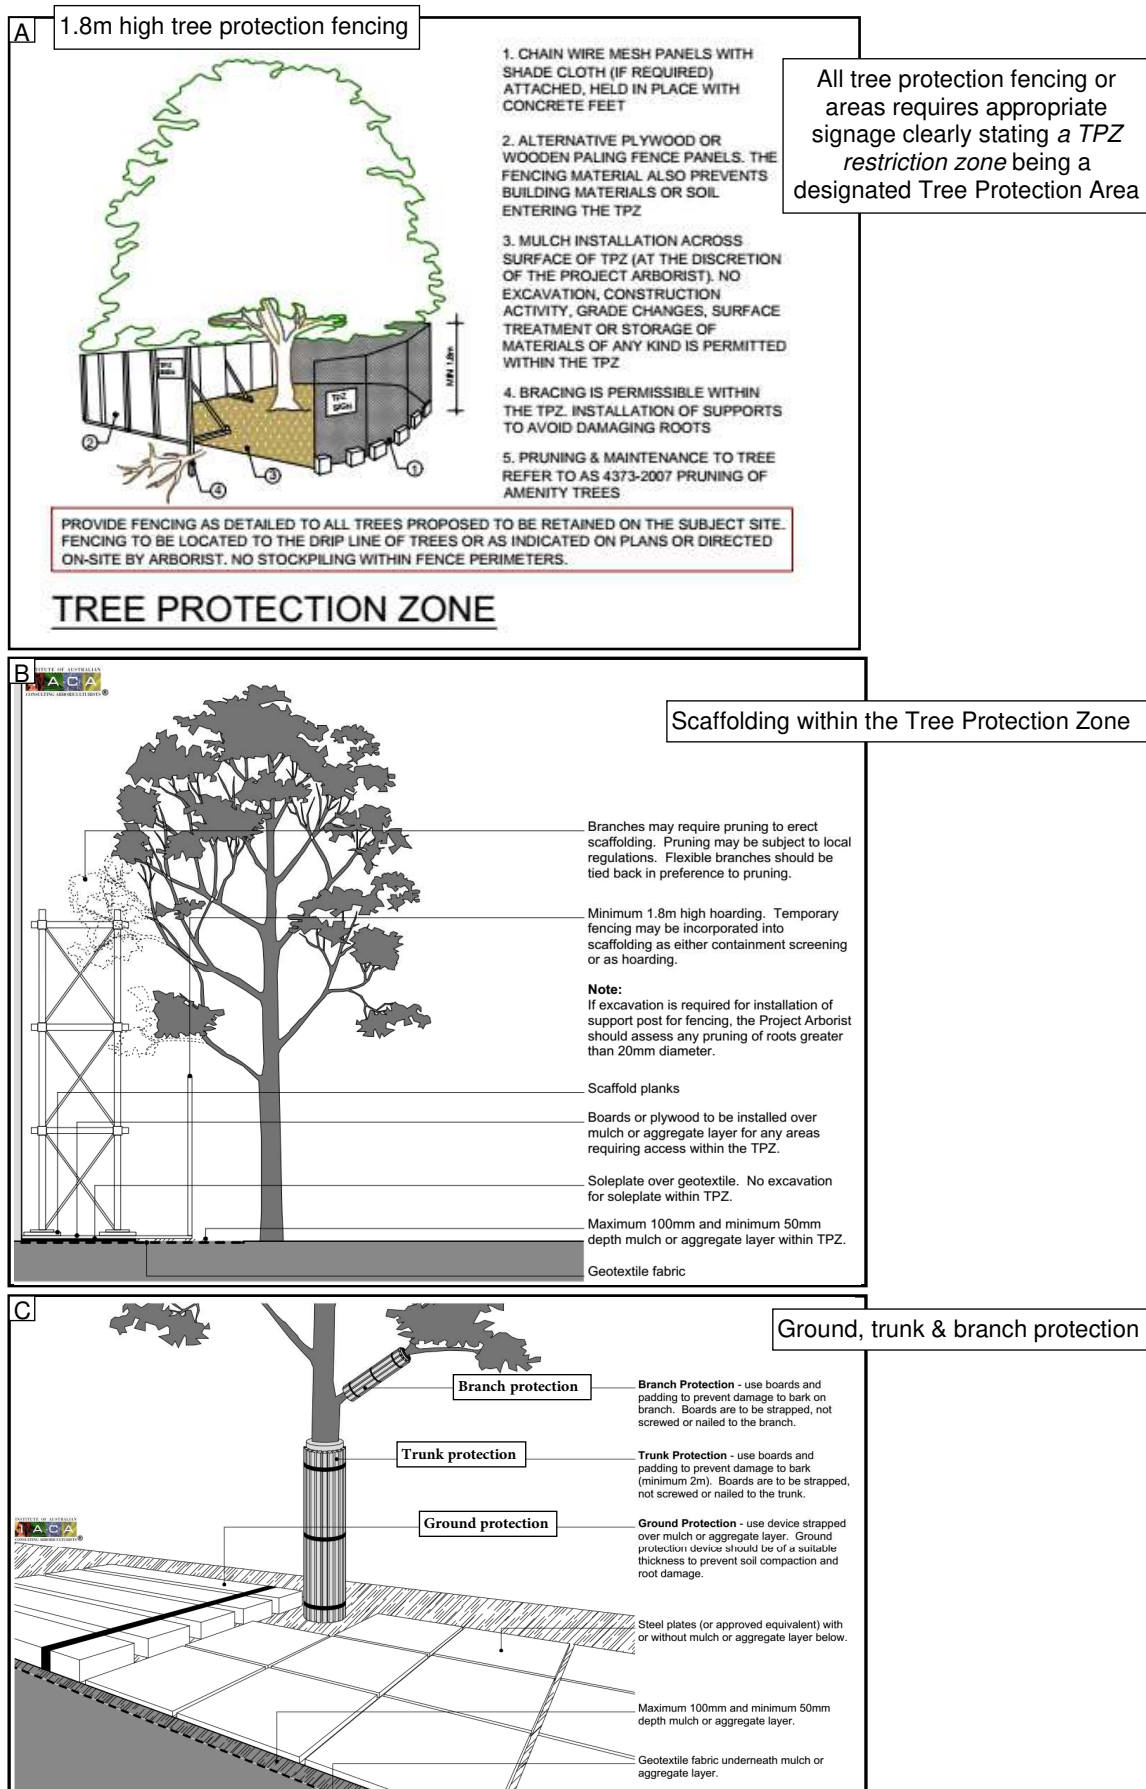 A
1.8m high tree protection fencing
1. CHAIN WIRE MESH PANELS WITH
SHADE CLOTH (IF REQUIRED)
ATTACHED, HELD IN PLACE WITH
CONCRETE FEET
2. ALTERNATIVE PLYWOOD OR
WOODEN PALING FENCE PANELS. THE
FENCING MATERIAL ALSO PREVENTS
BUILDING MATERIALS OR SOIL
ENTERING THE TPZ
3. MULCH INSTALLATION ACROSS
SURFACE OF TPZ (AT THE DISCRETION
OF THE PROJECT ARBORIST). NO
EXCAVATION, CONSTRUCTION
ACTIVITY, GRADE CHANGES, SURFACE
TREATMENT OR STORAGE OF
MATERIALS OF ANY KIND IS PERMITTED
WITHIN THE TPZ
4. BRACING IS PERMISSIBLE WITHIN
THE TPZ. INSTALLATION OF SUPPORTS
TO AVOID DAMAGING ROOTS
5. PRUNING & MAINTENANCE TO TREE
REFER TO AS 4373-2007 PRUNING OF
AMENITY TREES
All tree protection fencing or
areas requires appropriate
signage clearly stating a TPZ
restriction zone being a
designated Tree Protection Area
TPZ
SIGN
TPZ
SIGN
MIN 1.8m
2
4
3
1
PROVIDE FENCING AS DETAILED TO ALL TREES PROPOSED TO BE RETAINED ON THE SUBJECT SITE.
FENCING TO BE LOCATED TO THE DRIP LINE OF TREES OR AS INDICATED ON PLANS OR DIRECTED
ON-SITE BY ARBORIST. NO STOCKPILING WITHIN FENCE PERIMETERS.
TREE PROTECTION ZONE
B
INSTITUTE OF AUSTRALIAN
IACA
CONSULTING ARBORICULTURISTS ®
Scaffolding within the Tree Protection Zone
Branches may require pruning to erect
scaffolding. Pruning may be subject to local
regulations. Flexible branches should be
tied back in preference to pruning.
Minimum 1.8m high hoarding. Temporary
fencing may be incorporated into
scaffolding as either containment screening
or as hoarding.
Note:
If excavation is required for installation of
support post for fencing, the Project Arborist
should assess any pruning of roots greater
than 20mm diameter.
Scaffold planks
Boards or plywood to be installed over
mulch or aggregate layer for any areas
requiring access within the TPZ.
Soleplate over geotextile. No excavation
for soleplate within TPZ.
Maximum 100mm and minimum 50mm
depth mulch or aggregate layer within TPZ.
Geotextile fabric
C
Ground, trunk & branch protection
Branch protection
Branch Protection - use boards and
padding to prevent damage to bark on
branch. Boards are to be strapped, not
screwed or nailed to the branch.
Trunk protection
Trunk Protection - use boards and
padding to prevent damage to bark
(minimum 2m). Boards are to be strapped,
not screwed or nailed to the trunk.
Ground protection
Ground Protection - use device strapped
over mulch or aggregate layer. Ground
protection device should be of a suitable
thickness to prevent soil compaction and
root damage.
INSTITUTE OF AUSTRALIAN
IACA
CONSULTING ARBORICULTURISTS ®
Steel plates (or approved equivalent) with
or without mulch or aggregate layer below.
Maximum 100mm and minimum 50mm
depth mulch or aggregate layer.
Geotextile fabric underneath mulch or
aggregate layer.